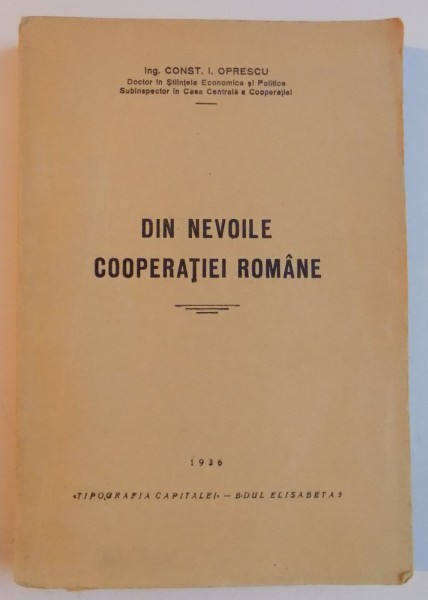 Ing. CONST. I. OPRESCU
Doctor în Științele Economice și Politice
Subinspector în Casa Centrală a Cooperației
DIN NEVOILE
COOPERAȚIEI ROMÂNE
1936
«TIPOGRAFIA CAPITALEI» — B-DUL ELISABETA 5